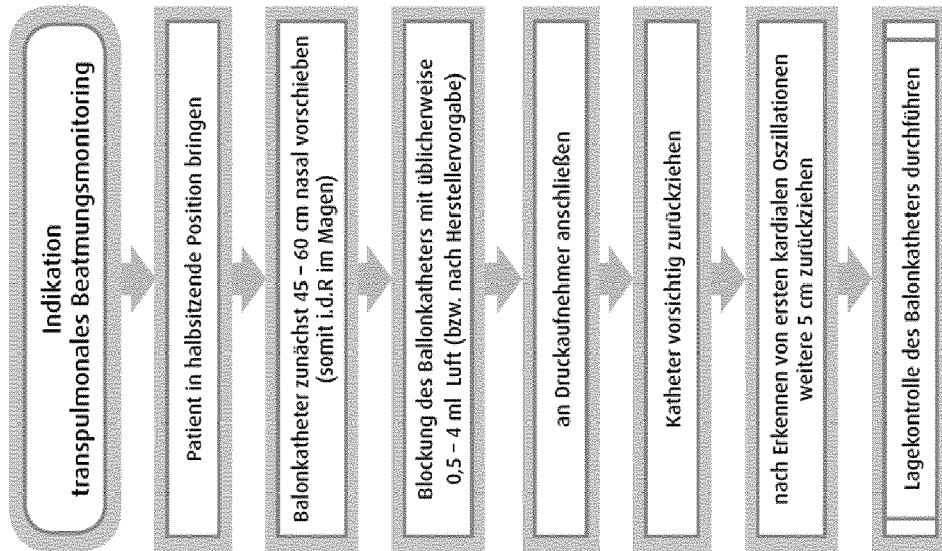 Indikation
transpulmonales Beatmungsmonitoring
Patient in halbsitzende Position bringen
Balonkatheter zunächst 45 – 60 cm nasal vorschieben
(somit i.d.R im Magen)
Blockung des Ballonkatheters mit üblicherweise
0,5 – 4 ml Luft (bzw. nach Herstellervorgabe)
an Druckaufnehmer anschließen
Katheter vorsichtig zurückziehen
nach Erkennen von ersten kardialen Oszillationen
weitere 5 cm zurückziehen
Lagekontrolle des Balonkatheters durchführen